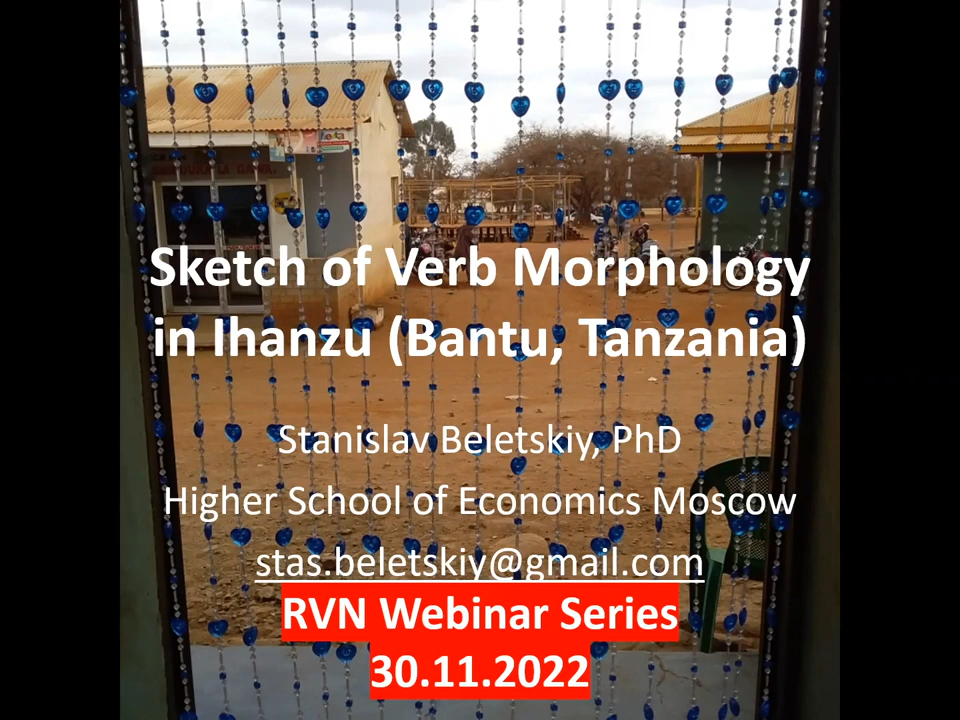 Sketch of Verb Morphology
in Ihanzu (Bantu, Tanzania)
Stanislav Beletskiy, PhD
Higher School of Economics Moscow
stas.beletskiy@gmail.com
RVN Webinar Series
30.11.2022